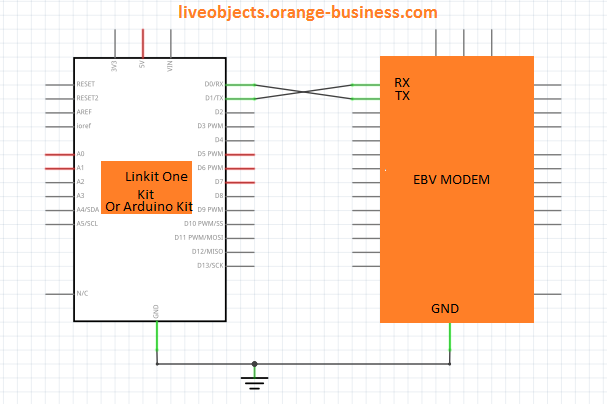 liveobjects.orange-business.com
3V3
5V
VIN
RESET
RESET2
AREF
ioref
A0
A1
A2
A3
A4/SDA
A5/SCL
N/C
D0/RX
D1/TX
D2
D3 PWM
D4
D5 PWM
D6 PWM
D7
D8
D9 PWM
D10 PWM/SS
D11 PWM/MOSI
D12/MISO
D13/SCK
GND
Linkit One
Kit
Or Arduino Kit
RX
TX
EBV MODEM
GND